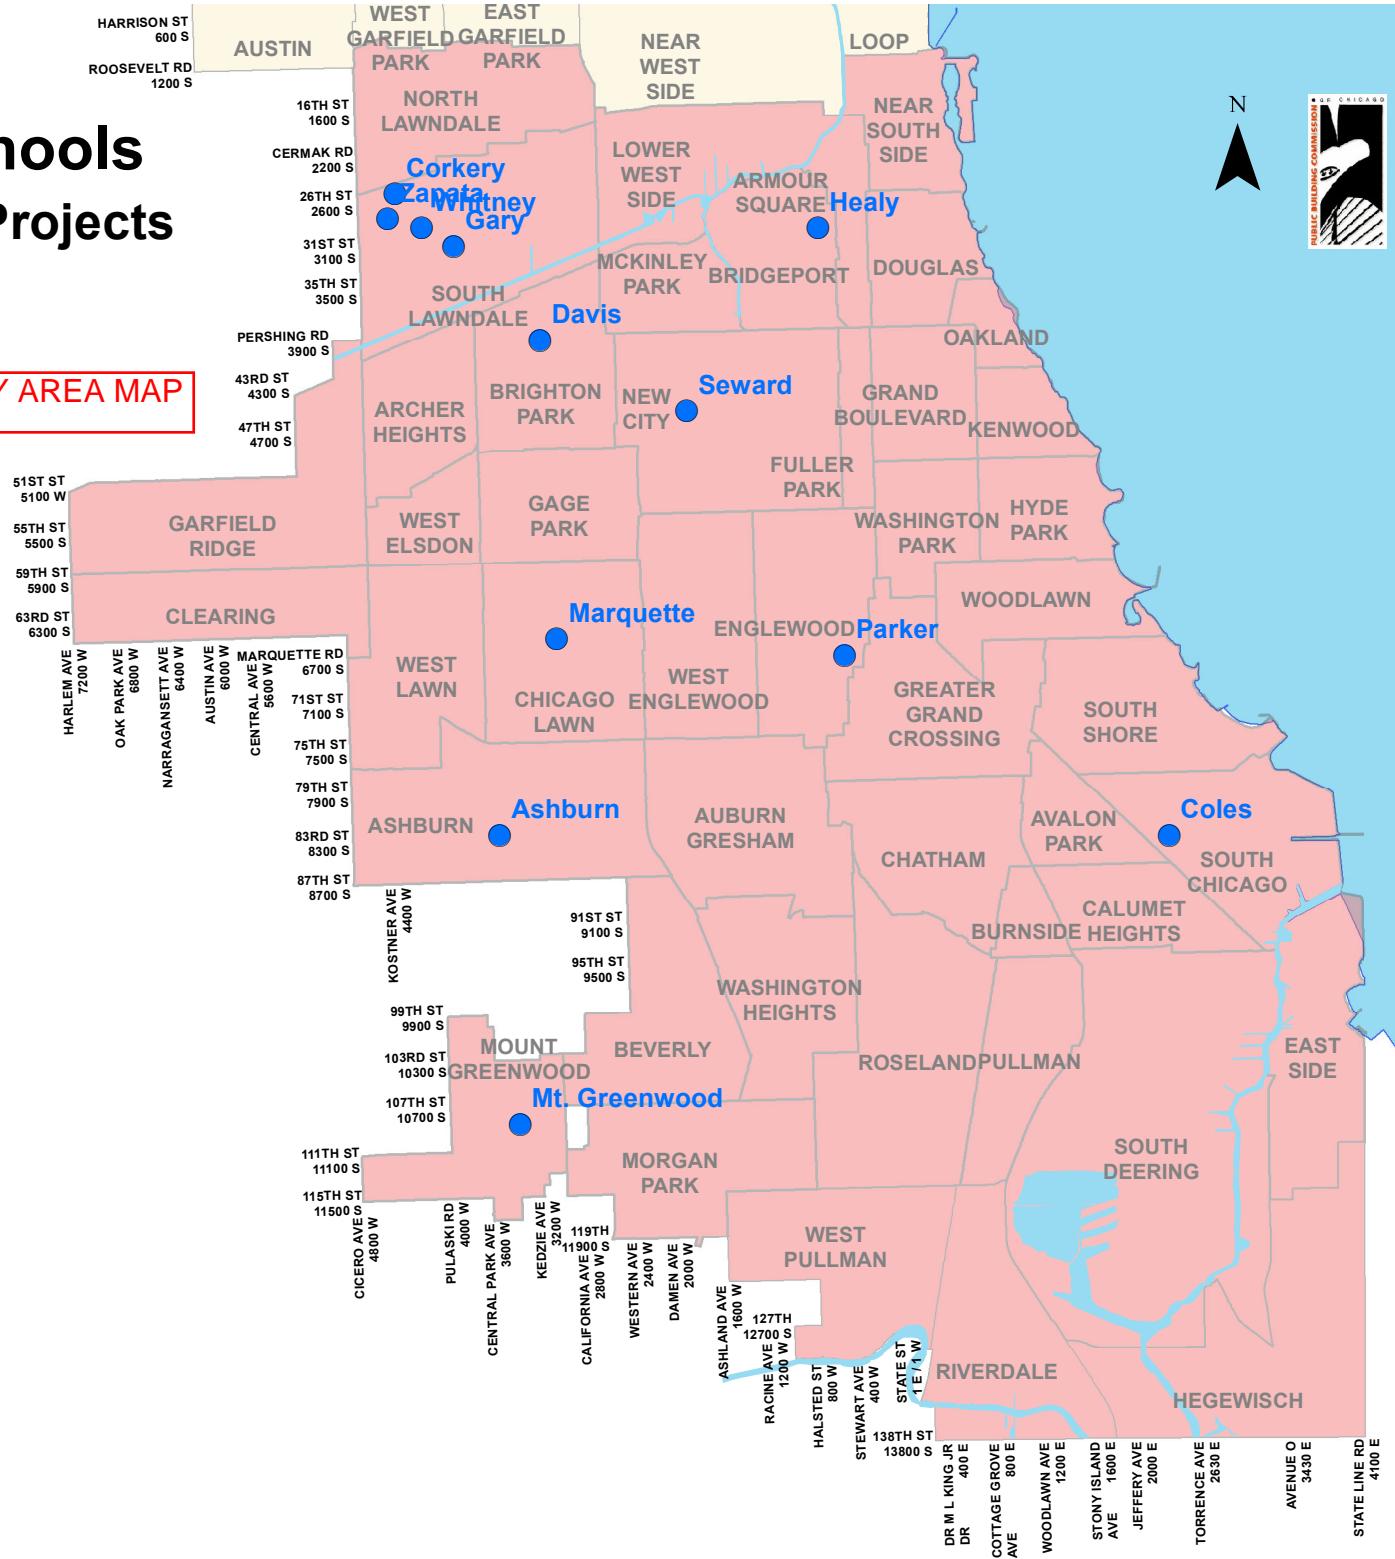 HARRISON ST
600 S
ROOSEVELT RD
1200 S
AUSTIN
WEST
GARFIELD
PARK
EAST
GARFIELD
PARK
NEAR
WEST
SIDE
LOOP
16TH ST
1600 S
NORTH
LAWNDALE
NEAR
SOUTH
SIDE
N
OF CHICAGO
PUBLIC BUILDING COMMISSION
hools
Projects
CERMAK RD
2200 S
26TH ST
2600 S
31ST ST
3100 S
35TH ST
3500 S
Corkery
Zapata
Whitney
Gary
LOWER
WEST
SIDE
ARMOUR
SQUARE
Healy
MCKINLEY
PARK
BRIDGEPORT
DOUGLAS
SOUTH
LAWNDALE
Davis
OAKLAND
PERSHING RD
3900 S
Y AREA MAP
43RD ST
4300 S
47TH ST
4700 S
ARCHER
HEIGHTS
BRIGHTON
PARK
NEW
CITY
Seward
GRAND
BOULEVARD
KENWOOD
51ST ST
5100 W
55TH ST
5500 S
59TH ST
5900 S
63RD ST
6300 S
GARFIELD
RIDGE
WEST
ELSDON
GAGE
PARK
FULLER
PARK
WASHINGTON
PARK
HYDE
PARK
CLEARING
Marquette
ENGLEWOOD
Parker
WOODLAWN
HARLEM AVE
7200 W
OAK PARK AVE
6800 W
NARRAGANSETT AVE
6400 W
AUSTIN AVE
6000 W
CENTRAL AVE
5600 W
MARQUETTE RD
6700 S
71ST ST
7100 S
75TH ST
7500 S
79TH ST
7900 S
83RD ST
8300 S
87TH ST
8700 S
WEST
LAWN
CHICAGO
LAWN
WEST
ENGLEWOOD
GREATER
GRAND
CROSSING
SOUTH
SHORE
ASHBURN
Ashburn
AUBURN
GRESHAM
CHATHAM
AVALON
PARK
Coles
SOUTH
CHICAGO
KOSTNER AVE
4400 W
91ST ST
9100 S
95TH ST
9500 S
BURNSIDE
CALUMET
HEIGHTS
WASHINGTON
HEIGHTS
99TH ST
9900 S
103RD ST
10300 S
107TH ST
10700 S
111TH ST
11100 S
115TH ST
11500 S
MOUNT
GREENWOOD
Mt. Greenwood
BEVERLY
ROSELAND
PULLMAN
EAST
SIDE
MORGAN
PARK
SOUTH
DEERING
CICERO AVE
4800 W
PULASKI RD
4000 W
CENTRAL PARK AVE
3600 W
KEDZIE AVE
3200 W
119TH
11900 S
CALIFORNIA AVE
2800 W
WESTERN AVE
2400 W
DAMEN AVE
2000 W
WEST
PULLMAN
ASHLAND AVE
1600 W
127TH
12700 S
RACINE AVE
1200 W
HALSTED ST
800 W
STEWART AVE
400 W
STATE ST
1 E / 1 W
RIVERDALE
HEGEWISCH
138TH ST
13800 S
DR M L KING JR
DR
400 E
COTTAGE GROVE
AVE
800 E
WOODLAWN AVE
1200 E
STONY ISLAND
AVE
1600 E
JEFFERY AVE
2000 E
TORRENCE AVE
2630 E
AVENUE O
3430 E
STATE LINE RD
4100 E